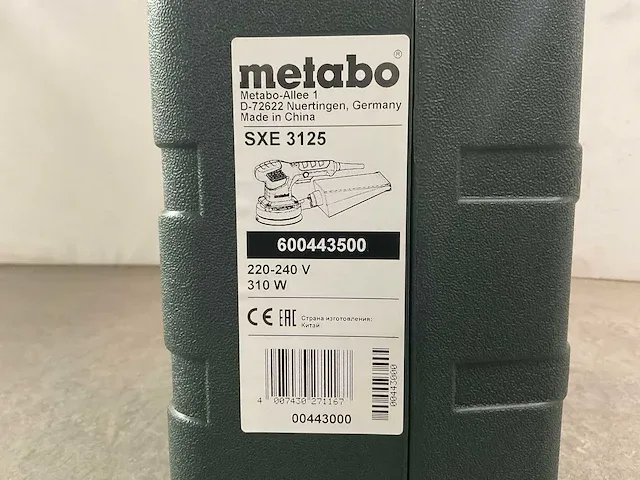 metabo®
Metabo-Allee 1
D-72622 Nuertingen, Germany
Made in China
SXE 3125
600443500
220-240 V
310 W
CE EAC Страна изготовления:
Китай
4 007430 271167
00443000
00443000